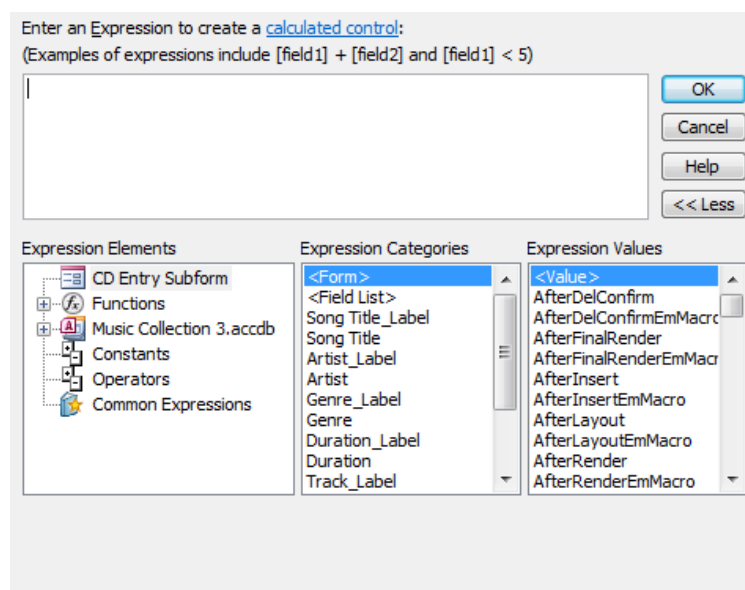 Enter an Expression to create a calculated control:
(Examples of expressions include [field1] + [field2] and [field1] < 5)
OK
Cancel
Help
<< Less
Expression Elements
CD Entry Subform
Functions
Music Collection 3.accdb
Constants
Operators
Common Expressions
Expression Categories
<Form>
<Field List>
Song Title_Label
Song Title
Artist_Label
Artist
Genre_Label
Genre
Duration_Label
Duration
Track_Label
Expression Values
<Value>
AfterDelConfirm
AfterDelConfirmEmMacro
AfterFinalRender
AfterFinalRenderEmMacr
AfterInsert
AfterInsertEmMacro
AfterLayout
AfterLayoutEmMacro
AfterRender
AfterRenderEmMacro